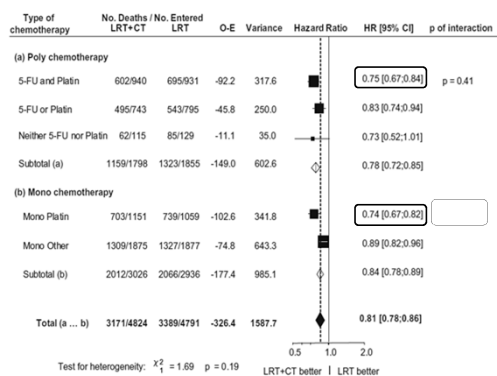 Type of chemotherapy No. Deaths / No. Entered LRT+CT LRT O-E Variance Hazard Ratio HR [95% CI] p of interaction
(a) Poly chemotherapy
5-FU and Platin 602/940 695/931 -92.2 317.6 0.75 [0.67;0.84] p = 0.41
5-FU or Platin 495/743 543/795 -45.8 250.0 0.83 [0.74;0.94]
Neither 5-FU nor Platin 62/115 85/129 -11.1 35.0 0.73 [0.52;1.01]
Subtotal (a) 1159/1798 1323/1855 -149.0 602.6 0.78 [0.72;0.85]
(b) Mono chemotherapy
Mono Platin 703/1151 739/1059 -102.6 341.8 0.74 [0.67;0.82]
Mono Other 1309/1875 1327/1877 -74.8 643.3 0.89 [0.82;0.96]
Subtotal (b) 2012/3026 2066/2936 -177.4 985.1 0.84 [0.78;0.89]
Total (a ... b) 3171/4824 3389/4791 -326.4 1587.7 0.81 [0.78;0.86]
0.5 1.0 2.0
Test for heterogeneity: χ²₁ = 1.69 p = 0.19 LRT+CT better | LRT better